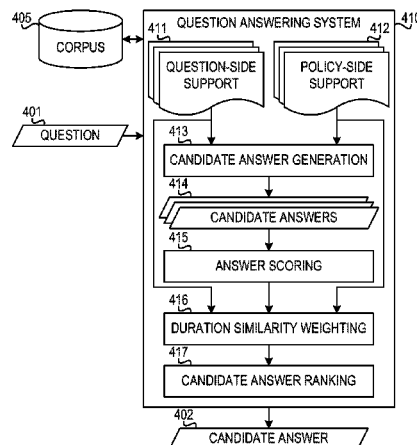 405
CORPUS
QUESTION ANSWERING SYSTEM
410
411
QUESTION-SIDE
SUPPORT
412
POLICY-SIDE
SUPPORT
401
QUESTION
413
CANDIDATE ANSWER GENERATION
414
CANDIDATE ANSWERS
415
ANSWER SCORING
416
DURATION SIMILARITY WEIGHTING
417
CANDIDATE ANSWER RANKING
402
CANDIDATE ANSWER